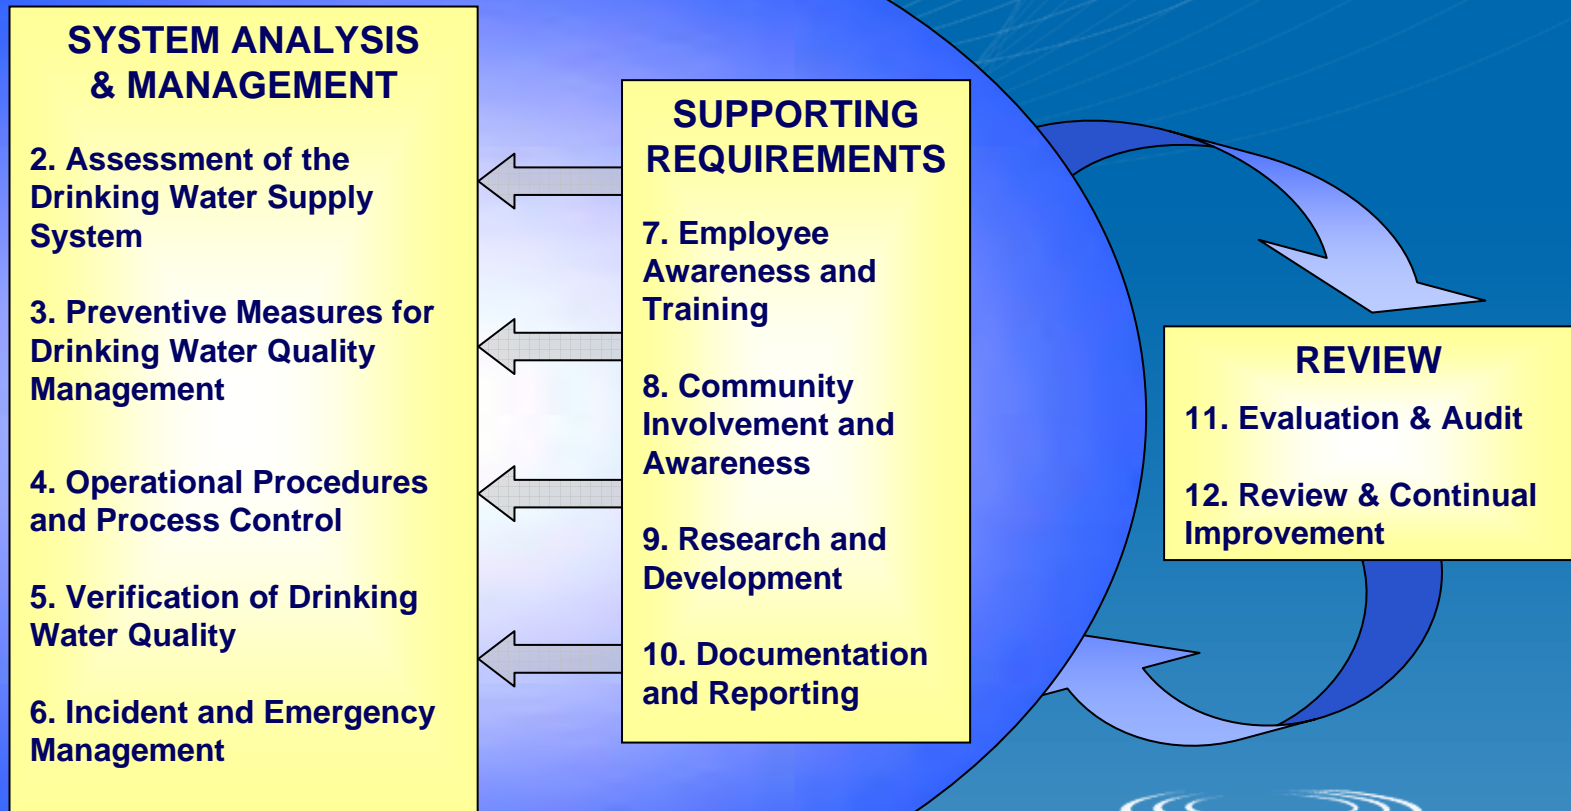 SYSTEM ANALYSIS
& MANAGEMENT
2. Assessment of the
Drinking Water Supply
System
3. Preventive Measures for
Drinking Water Quality
Management
4. Operational Procedures
and Process Control
5. Verification of Drinking
Water Quality
6. Incident and Emergency
Management
SUPPORTING
REQUIREMENTS
7. Employee
Awareness and
Training
8. Community
Involvement and
Awareness
9. Research and
Development
10. Documentation
and Reporting
REVIEW
11. Evaluation & Audit
12. Review & Continual
Improvement